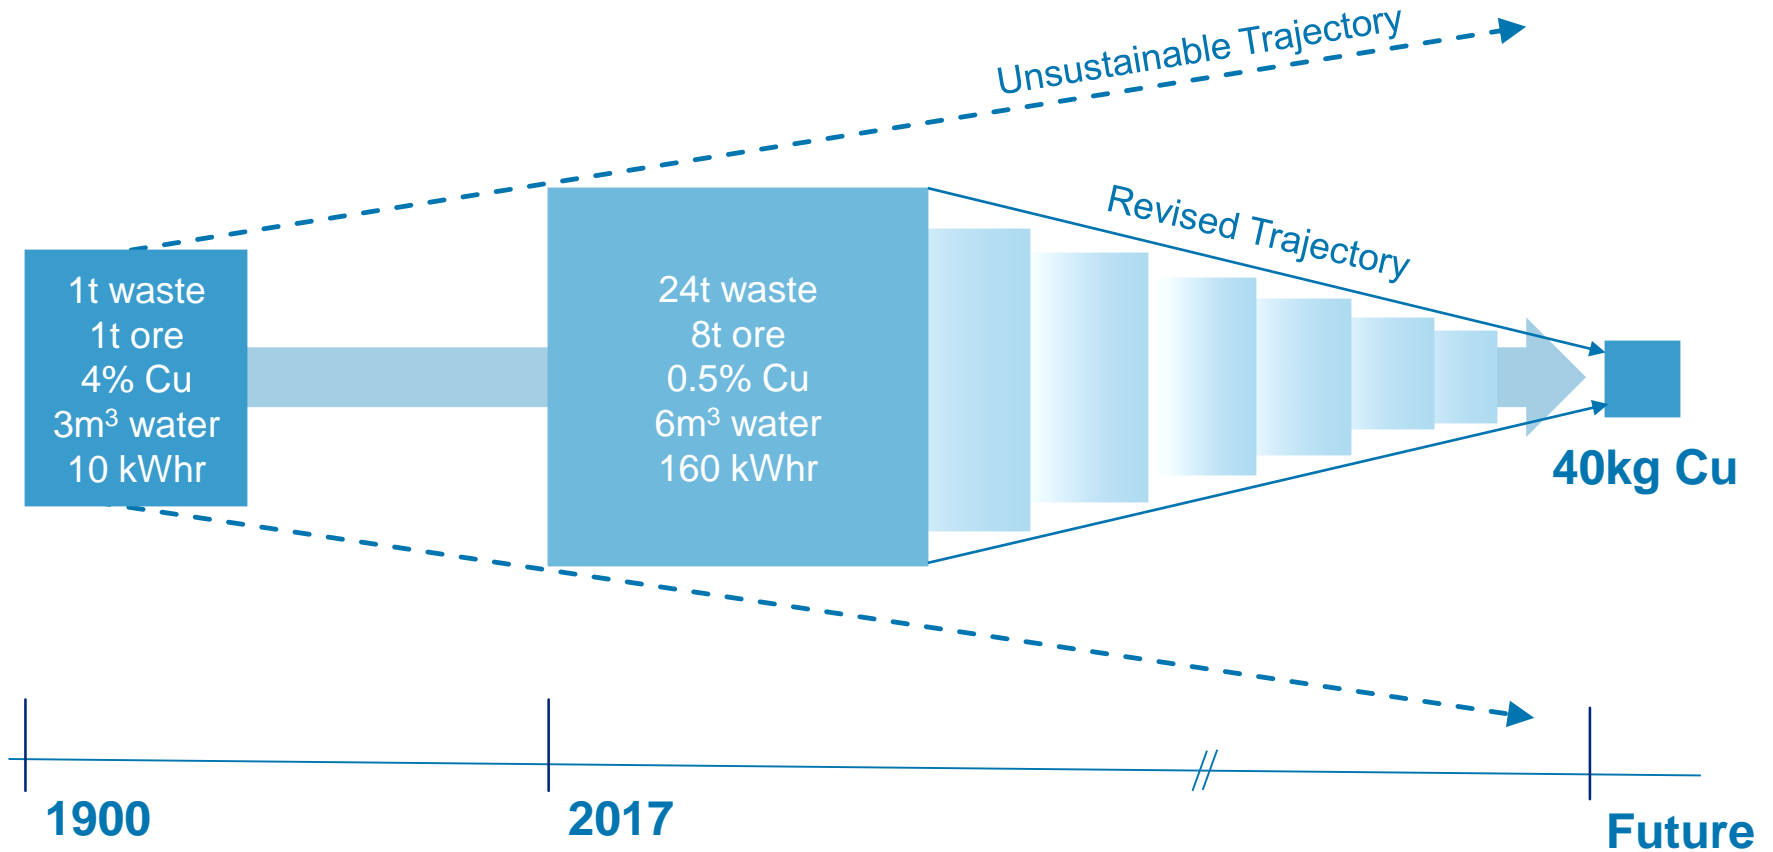 Unsustainable Trajectory
Revised Trajectory
1t waste
1t ore
4% Cu
3m³ water
10 kWhr
24t waste
8t ore
0.5% Cu
6m³ water
160 kWhr
40kg Cu
1900
2017
Future